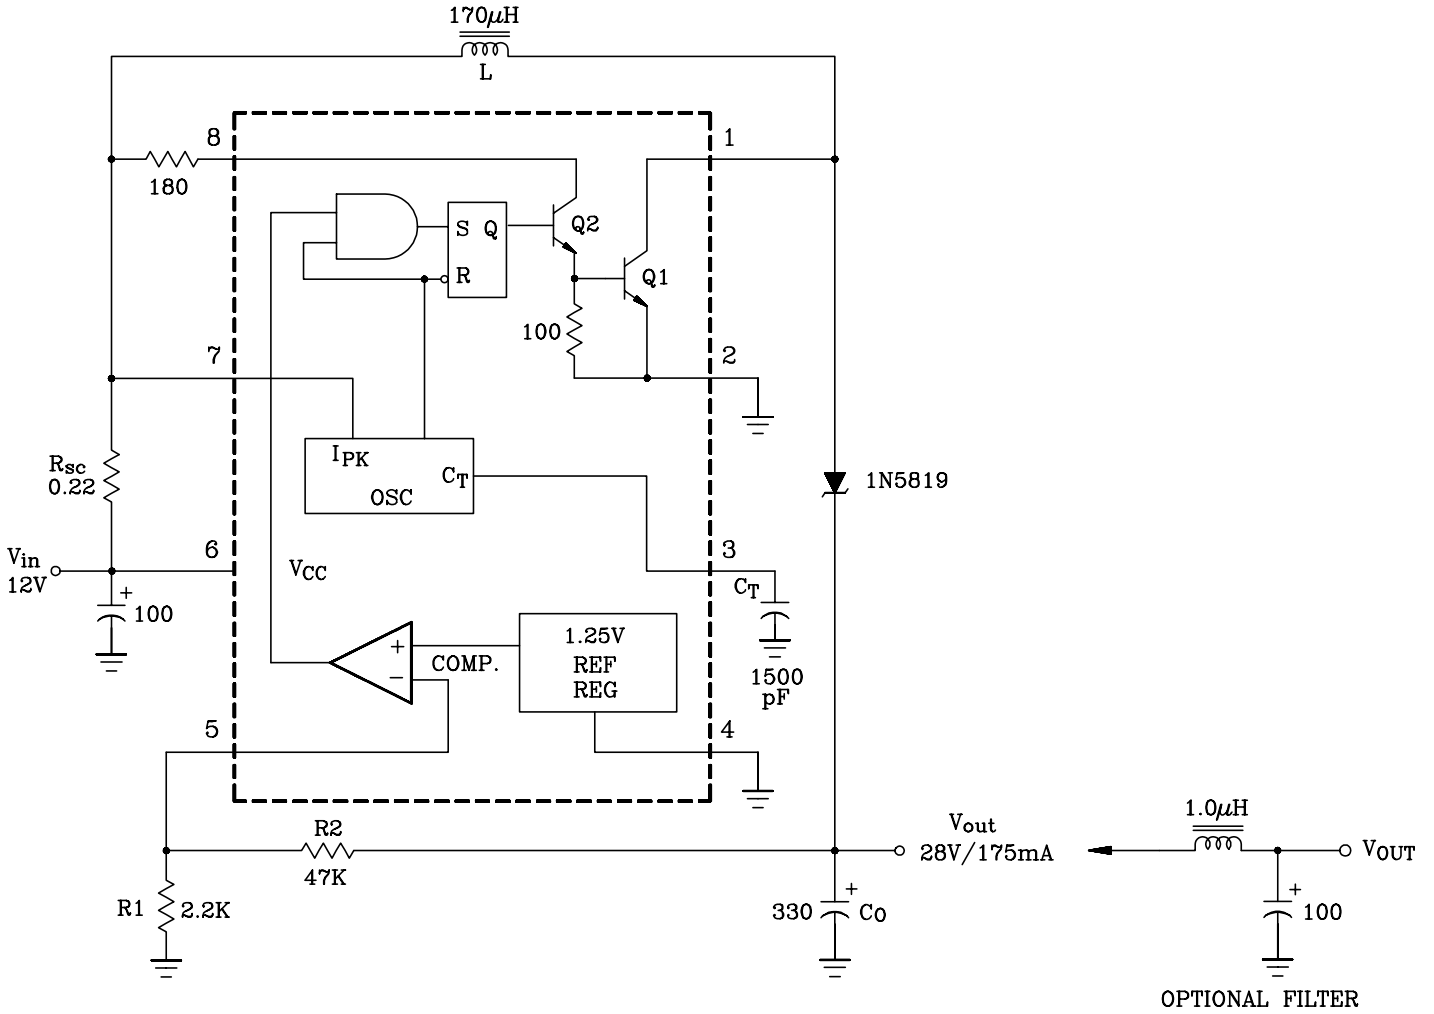 170μH
L
8
1
180
S Q
R
Q2
Q1
100
7
2
Rsc
0.22
IPK
CT
OSC
1N5819
Vin
12V
6
3
VCC
CT
+
100
1500
pF
+
−
COMP.
1.25V
REF
REG
5
4
R2
47K
Vout
28V/175mA
1.0μH
VOUT
R1
2.2K
330
+
CO
+
100
OPTIONAL FILTER